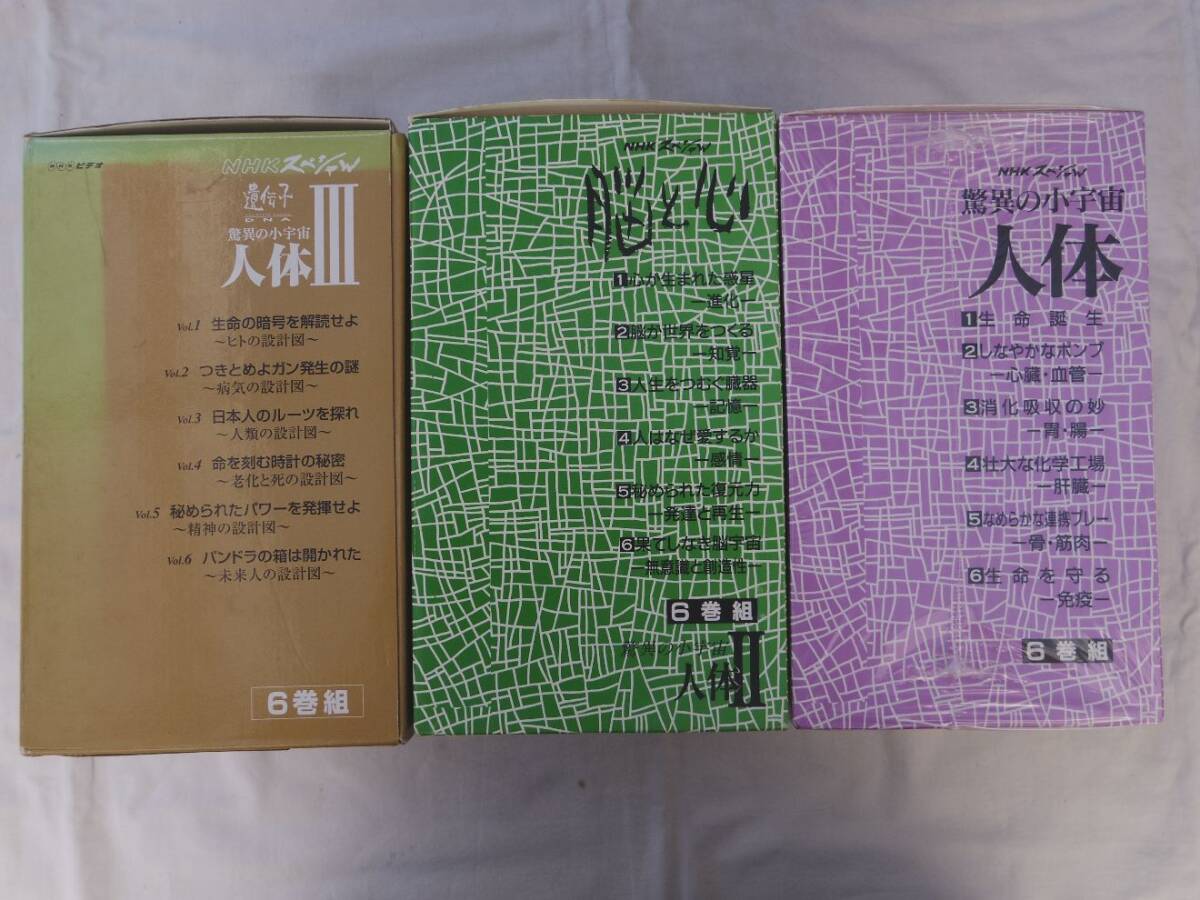 NHKビデオ
NHKスペシャル
遺伝子
DNA
驚異の小宇宙
人体III
Vol.1 生命の暗号を解読せよ
〜ヒトの設計図〜
Vol.2 つきとめよガン発生の謎
〜病気の設計図〜
Vol.3 日本人のルーツを探れ
〜人類の設計図〜
Vol.4 命を刻む時計の秘密
〜老化と死の設計図〜
Vol.5 秘められたパワーを発揮せよ
〜精神の設計図〜
Vol.6 パンドラの箱は開かれた
〜未来人の設計図〜
6巻組
NHKスペシャル
脳と心
1心が生まれた惑星
―進化―
2脳が世界をつくる
―知覚―
3人生をつむぐ臓器
―記憶―
4人はなぜ愛するか
―感情―
5秘められた復元力
―発達と再生―
6果てしなき脳宇宙
―無意識と創造性―
6巻組
驚異の小宇宙
人体II
NHKスペシャル
驚異の小宇宙
人体
1生命誕生
2しなやかなポンプ
―心臓・血管―
3消化吸収の妙
―胃・腸―
4壮大な化学工場
―肝臓―
5なめらかな連携プレー
―骨・筋肉―
6生命を守る
―免疫―
6巻組